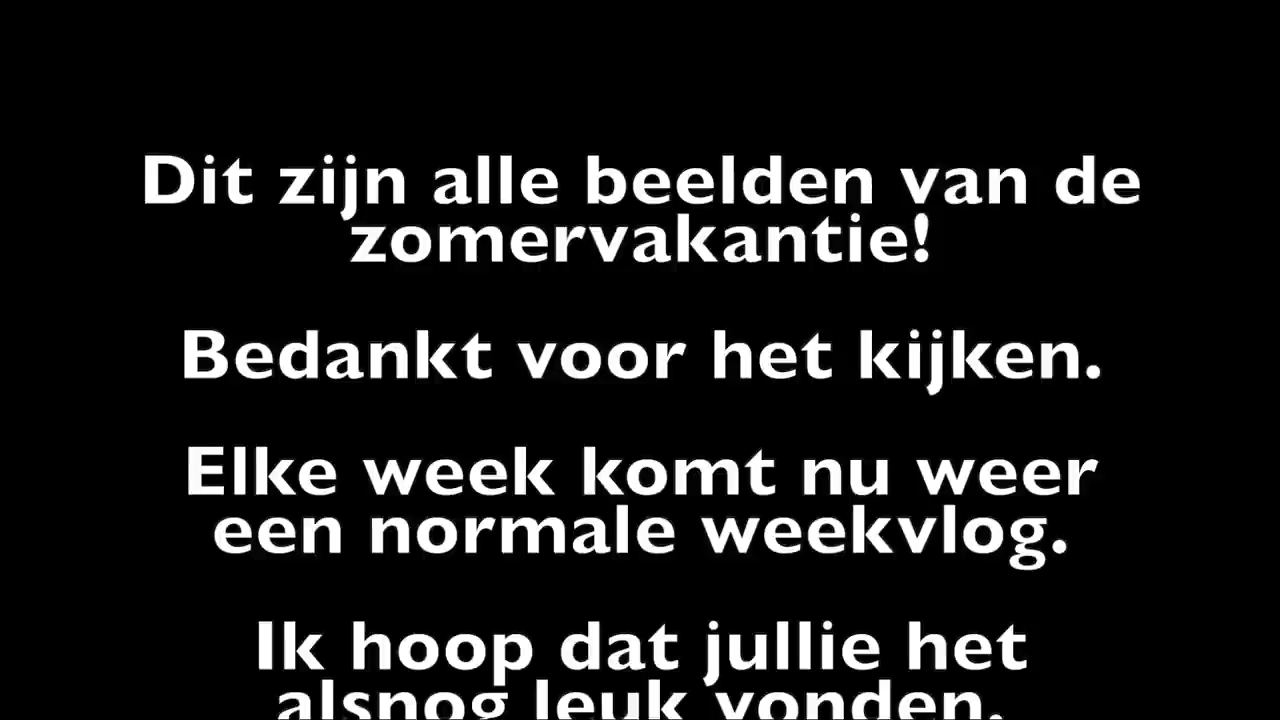 Dit zijn alle beelden van de
zomervakantie!
Bedankt voor het kijken.
Elke week komt nu weer
een normale weekvlog.
Ik hoop dat jullie het
alsnog leuk vonden.